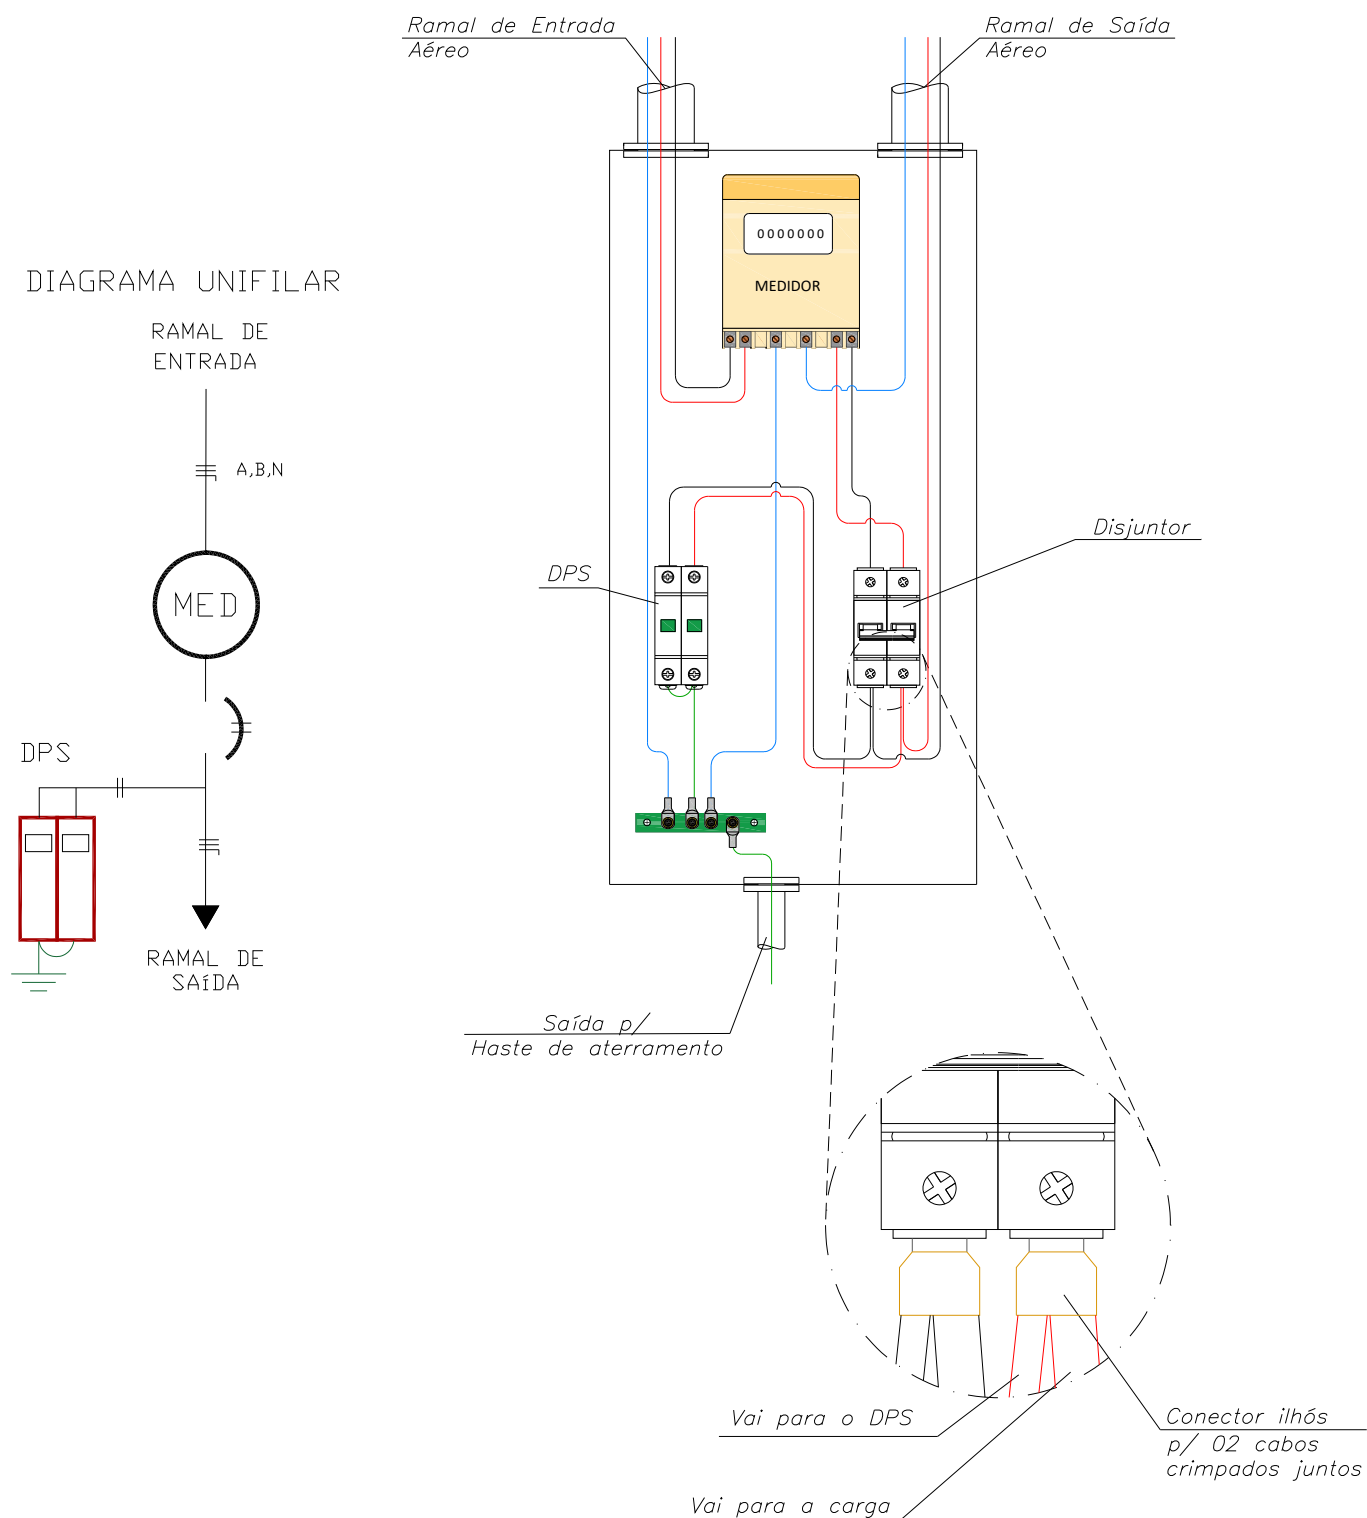 Ramal de Entrada
Aéreo
Ramal de Saída
Aéreo
0000000
MEDIDOR
DIAGRAMA UNIFILAR
RAMAL DE
ENTRADA
A,B,N
MED
DPS
RAMAL DE
SAíDA
DPS
Disjuntor
Saída p/
Haste de aterramento
Vai para o DPS
Conector ilhós
p/ 02 cabos
crimpados juntos
Vai para a carga